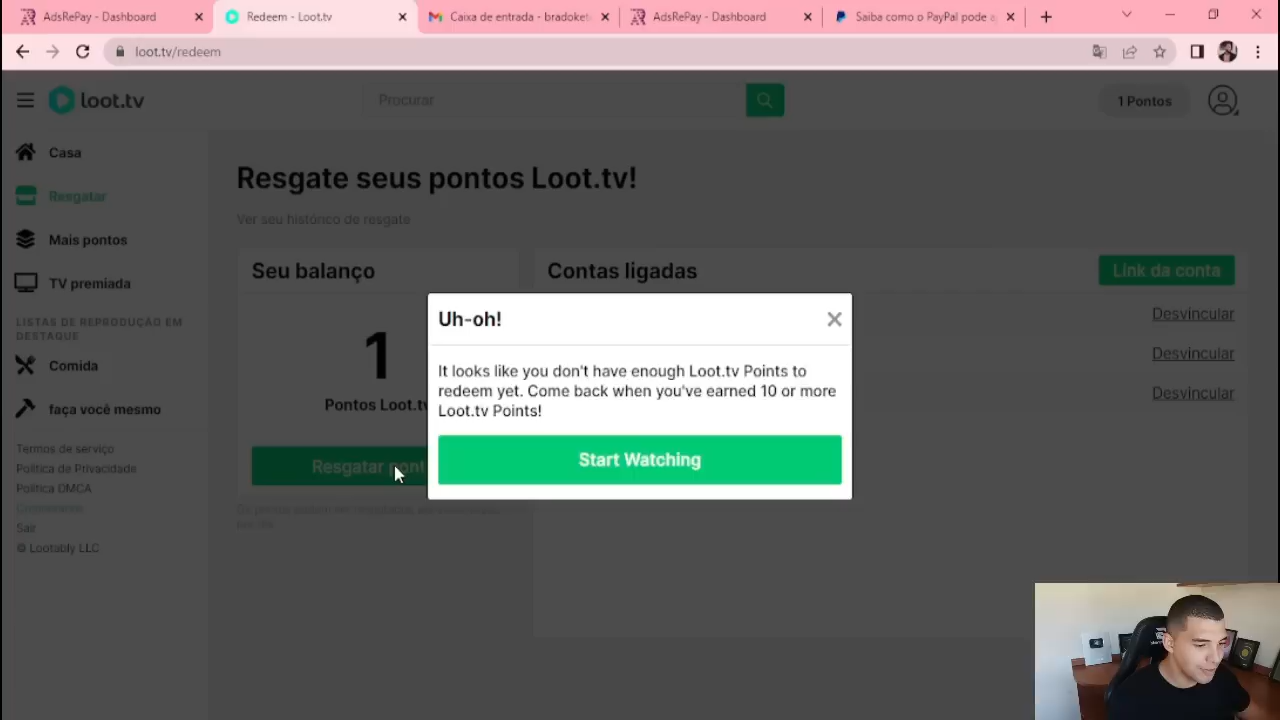 AdsRePay - Dashboard
Redeem - Loot.tv
Caixa de entrada - bradoket
AdsRePay - Dashboard
Saiba como o PayPal pode a
loot.tv/redeem
loot.tv
Procurar
1 Pontos
Casa
Resgatar
Mais pontos
TV premiada
LISTAS DE REPRODUÇÃO EM
DESTAQUE
Comida
faça você mesmo
Termos de serviço
Política de Privacidade
Política DMCA
Sair
© Lootably LLC
Resgate seus pontos Loot.tv!
Ver seu histórico de resgate
Seu balanço
1
Pontos Loot.tv
Resgatar pont
Contas ligadas
Link da conta
Desvincular
Desvincular
Desvincular
Uh-oh!
It looks like you don't have enough Loot.tv Points to
redeem yet. Come back when you've earned 10 or more
Loot.tv Points!
Start Watching